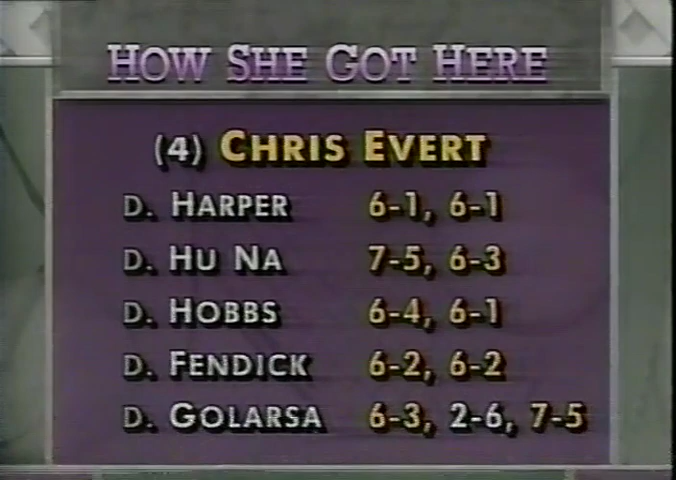 HOW SHE GOT HERE
(4) CHRIS EVERT
D. HARPER 6-1, 6-1
D. HU NA 7-5, 6-3
D. HOBBS 6-4, 6-1
D. FENDICK 6-2, 6-2
D. GOLARSA 6-3, 2-6, 7-5